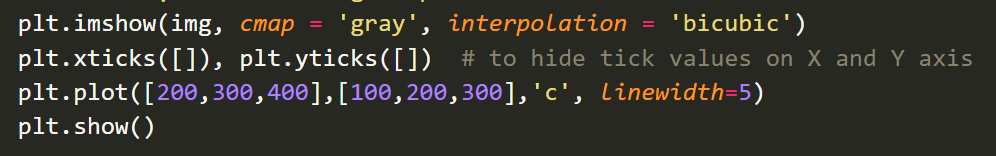 plt.imshow(img, cmap = 'gray', interpolation = 'bicubic')
plt.xticks([]), plt.yticks([])  # to hide tick values on X and Y axis
plt.plot([200,300,400],[100,200,300],'c', linewidth=5)
plt.show()